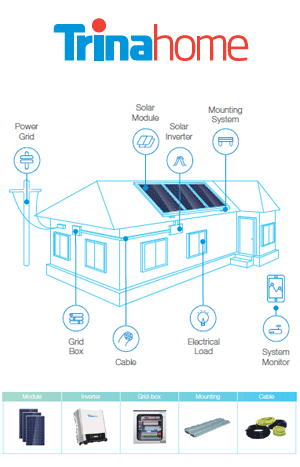 Trinahome
Solar
Module
Mounting
System
Power
Grid
Solar
Inverter
Grid
Box
Cable
Electrical
Load
System
Monitor
Module
Inverter
Grid-box
Mounting
Cable